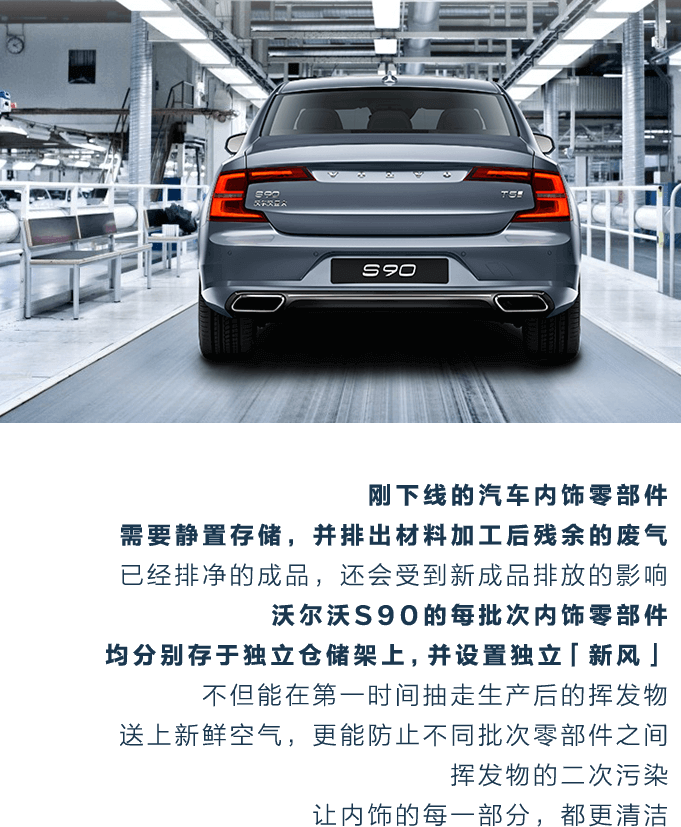 VOLVO
S90
T5
S90
刚下线的汽车内饰零部件
需要静置存储，并排出材料加工后残余的废气
已经排净的成品，还会受到新成品排放的影响
沃尔沃S90的每批次内饰零部件
均分别存于独立仓储架上，并设置独立「新风」
不但能在第一时间抽走生产后的挥发物
送上新鲜空气，更能防止不同批次零部件之间
挥发物的二次污染
让内饰的每一部分，都更清洁